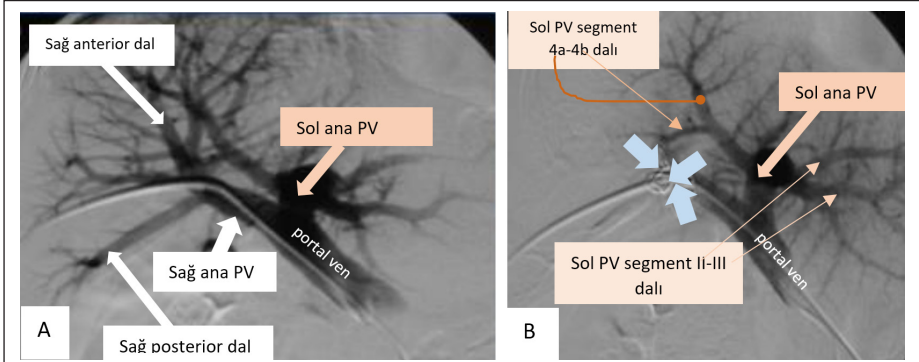 Sağ anterior dal
Sol ana PV
portal ven
Sağ ana PV
A
Sağ posterior dal
Sol PV segment
4a-4b dalı
Sol ana PV
portal ven
Sol PV segment Ii-III
dalı
B